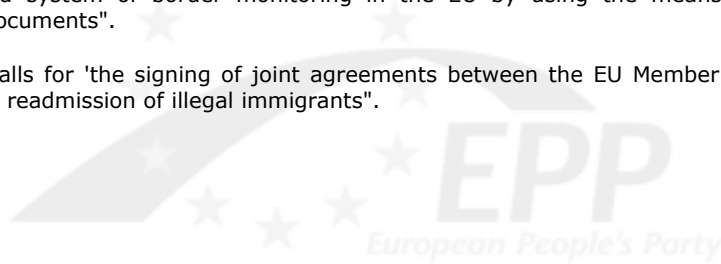 d system of border monitoring in the EU by using the means
ocuments".
alls for 'the signing of joint agreements between the EU Member
readmission of illegal immigrants".
EPP
European People's Party